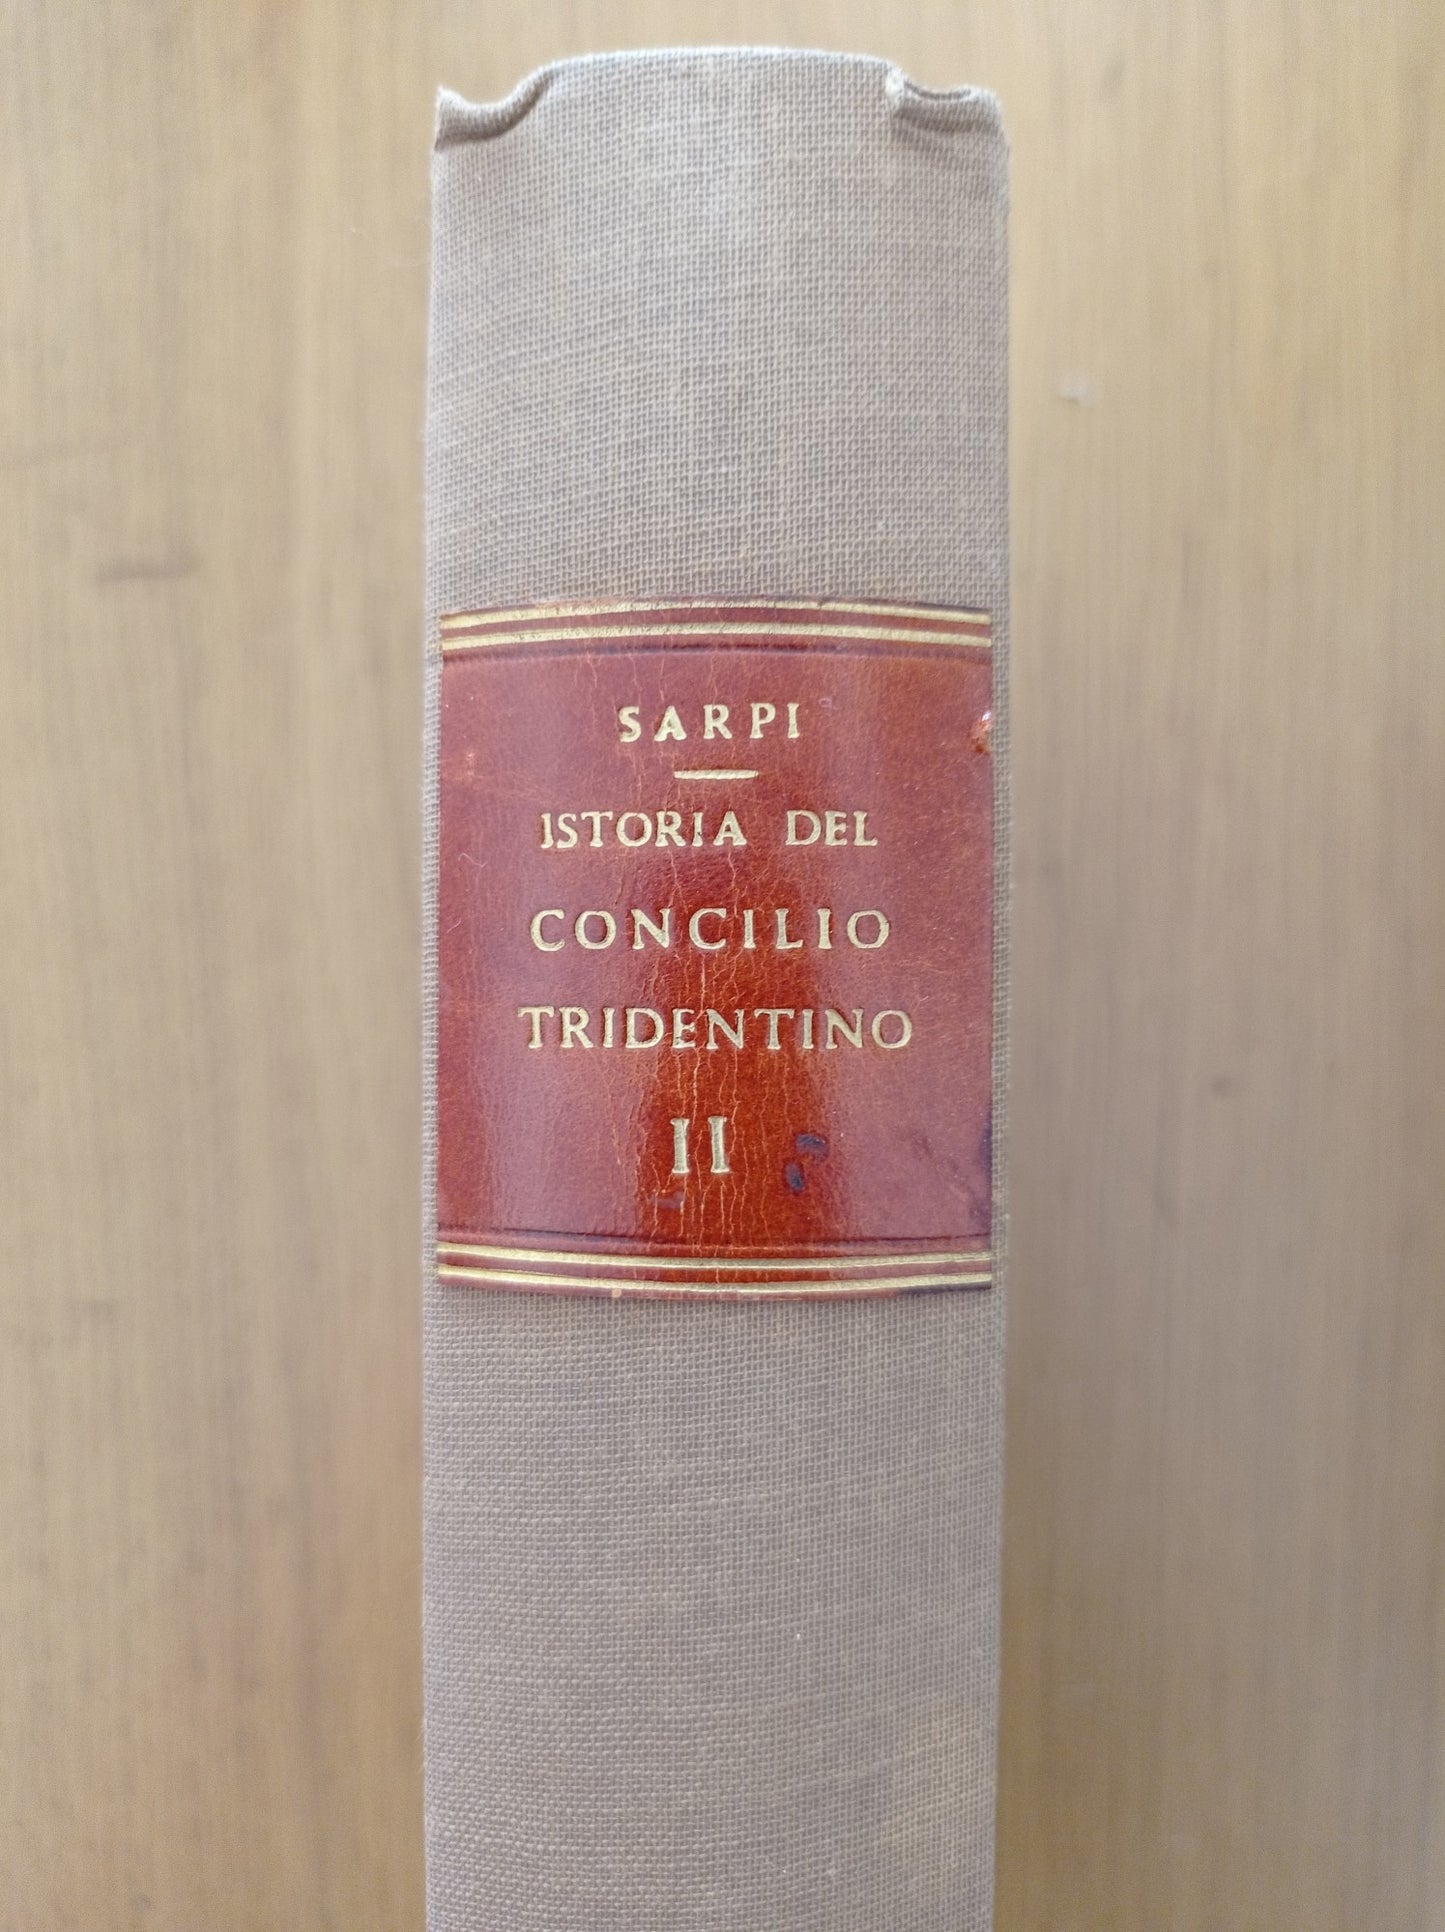 SARPI
ISTORIA DEL
CONCILIO
TRIDENTINO
II